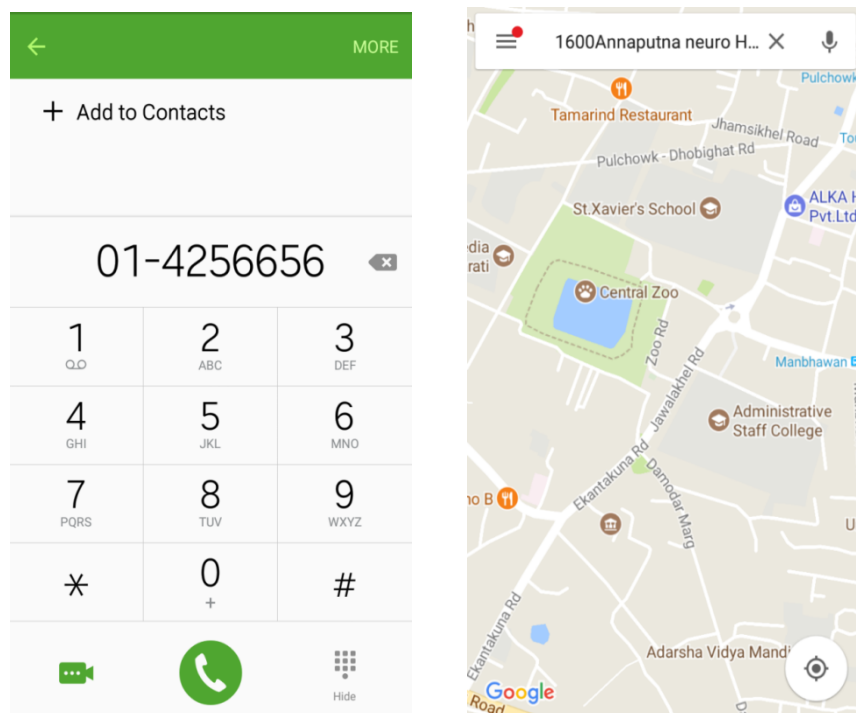 MORE
+ Add to Contacts
01-4256656
1
2
ABC
3
DEF
4
GHI
5
JKL
6
MNO
7
PQRS
8
TUV
9
WXYZ
*
0
+
#
Hide
1600Annaputna neuro H...
Pulchowk
Tamarind Restaurant
Jhamsikhel Road
Pulchowk - Dhobighat Rd
St.Xavier's School
ALKA H
Pvt.Ltd
dia
rati
Central Zoo
Zoo Rd
Jawalakhel Rd
Manbhawan
Administrative
Staff College
Ekantakuna Rd
Damodar Marg
no B
Ekantakuna Rd
Adarsha Vidya Mandi
Google
Road